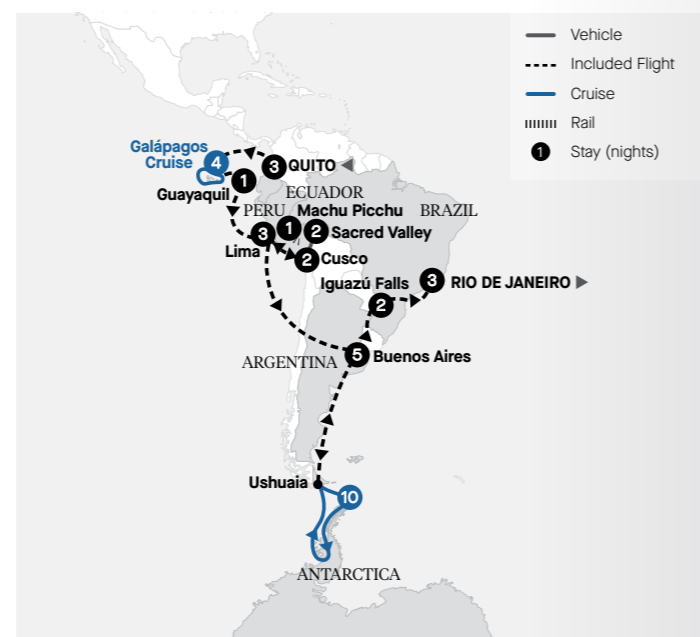 Vehicle
Included Flight
Cruise
Rail
1 Stay (nights)
Galápagos
Cruise
4
3 QUITO
Guayaquil
1
ECUADOR
PERU
Machu Picchu
BRAZIL
Lima
3
1
2 Sacred Valley
2 Cusco
Iguazú Falls
2
3 RIO DE JANEIRO
ARGENTINA
5 Buenos Aires
Ushuaia
10
ANTARCTICA